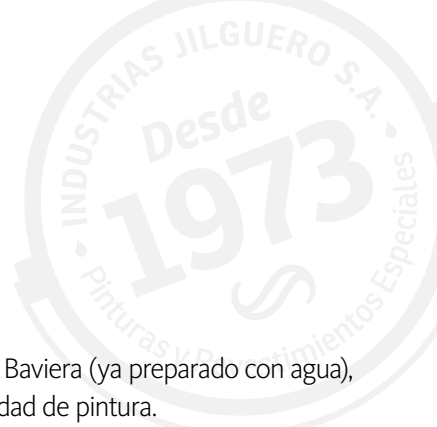 INDUSTRIAS JILGUERO S.A.
Desde
1973
Pinturas y Revestimientos Especiales
Baviera (ya preparado con agua),
dad de pintura.